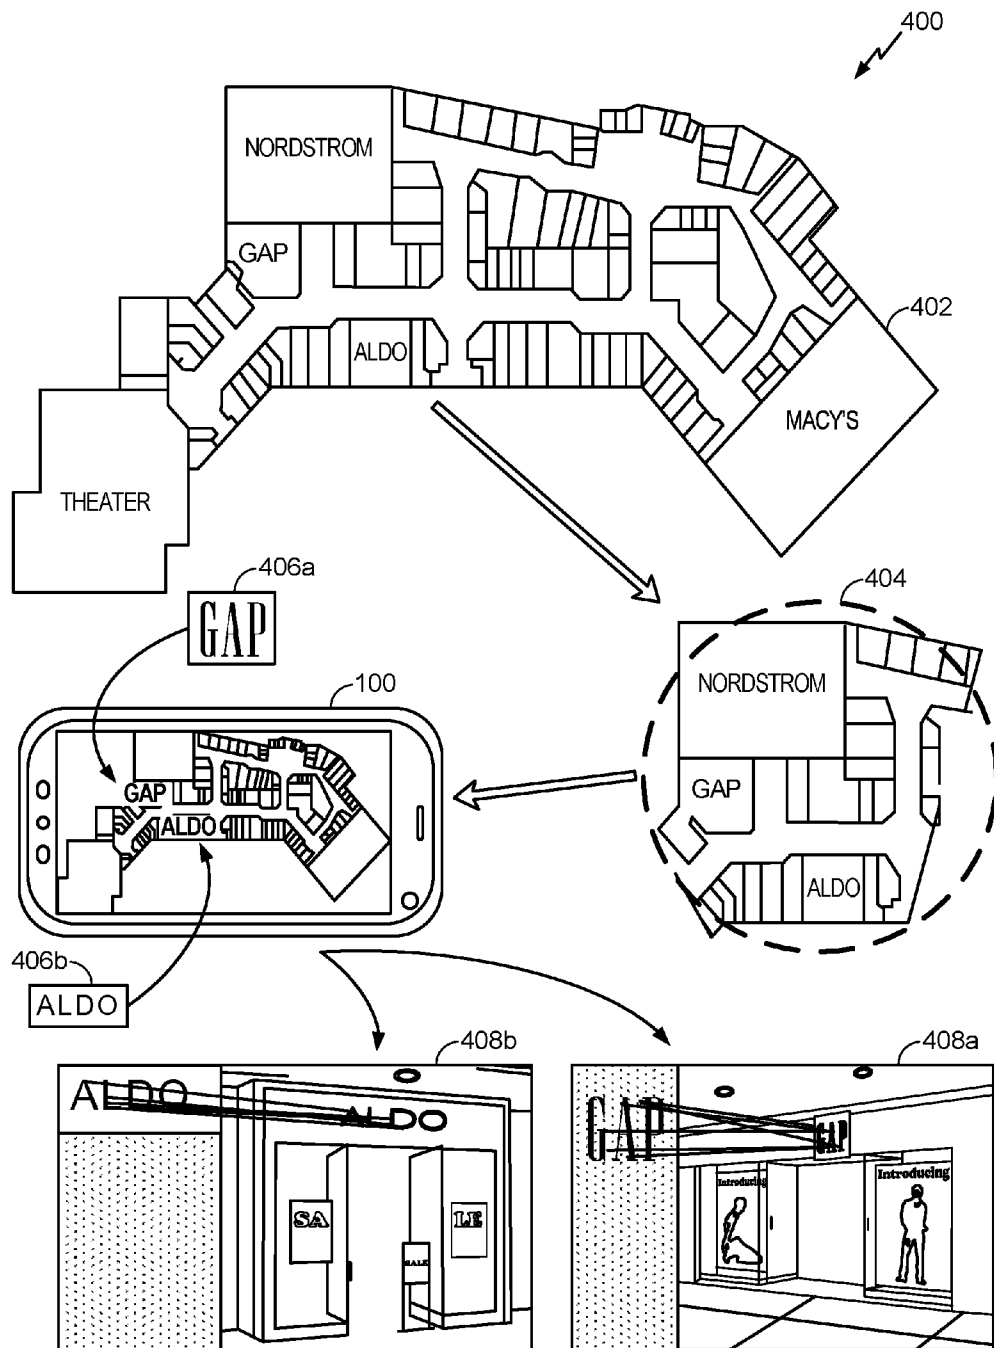 400
NORDSTROM
GAP
402
ALDO
MACY'S
THEATER
406a
GAP
404
100
NORDSTROM
GAP
GAP
ALDO
ALDO
406b
ALDO
408b
408a
ALDO
ALDO
GAP
GAP
Introducing
Introducing
SA
LE
SALE